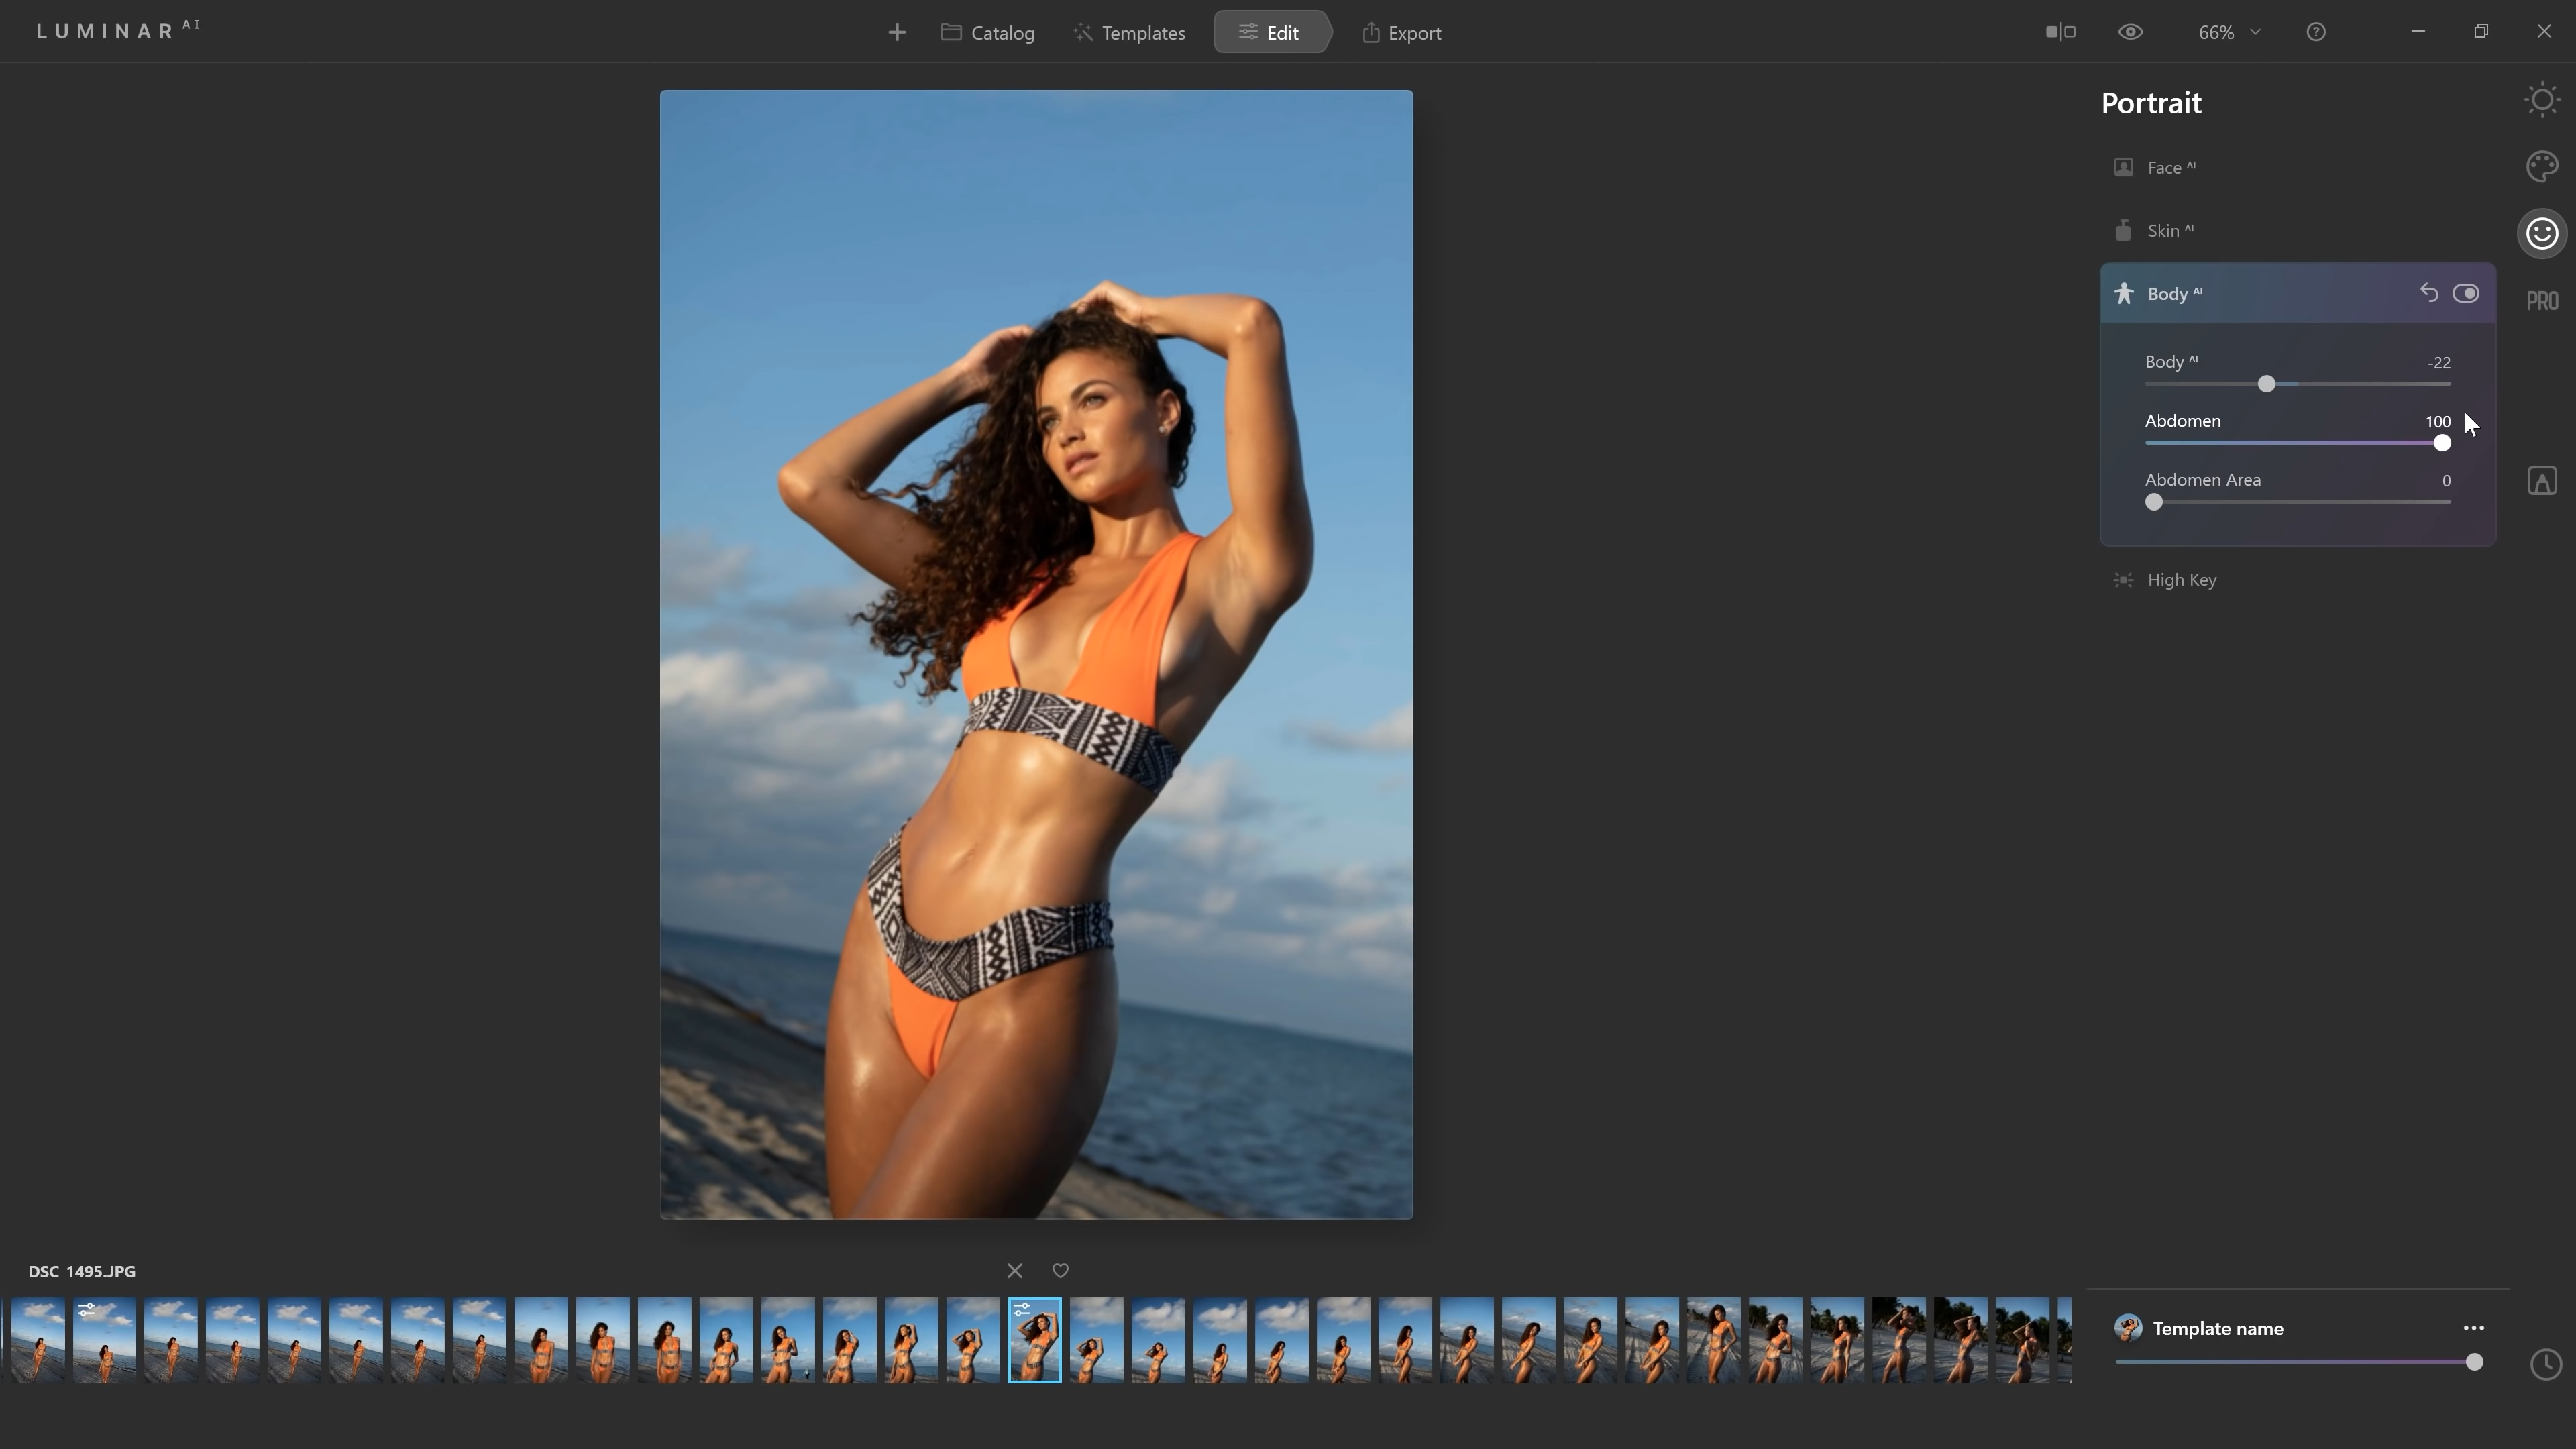 LUMINAR AI
Catalog
Templates
Edit
Export
66%
Portrait
Face AI
Skin AI
Body AI
PRO
Body AI -22
Abdomen 100
Abdomen Area 0
High Key
DSC_1495.JPG
Template name